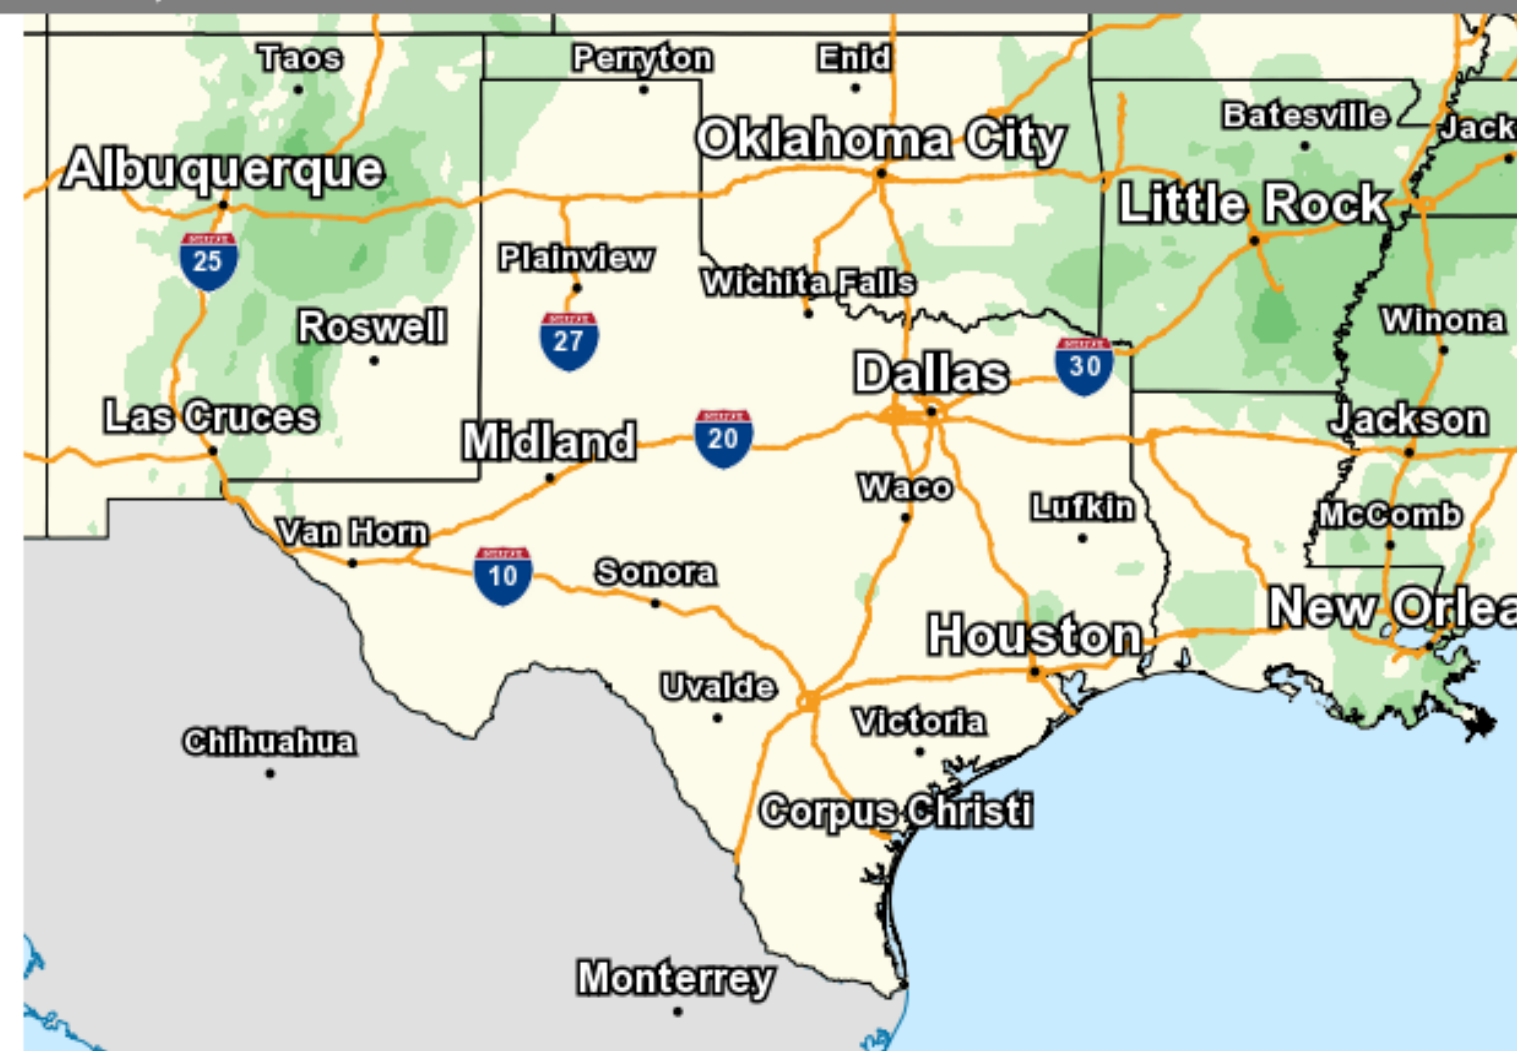 Taos
Perryton
Enid
Batesville
Oklahoma City
Jack
Albuquerque
Little Rock
25
Plainview
Wichita Falls
Roswell
27
Winona
Dallas
30
Las Cruces
Midland
20
Jackson
Waco
Lufkin
McComb
Van Horn
10
Sonora
New Orlea
Houston
Uvalde
Victoria
Chihuahua
Corpus Christi
Monterrey